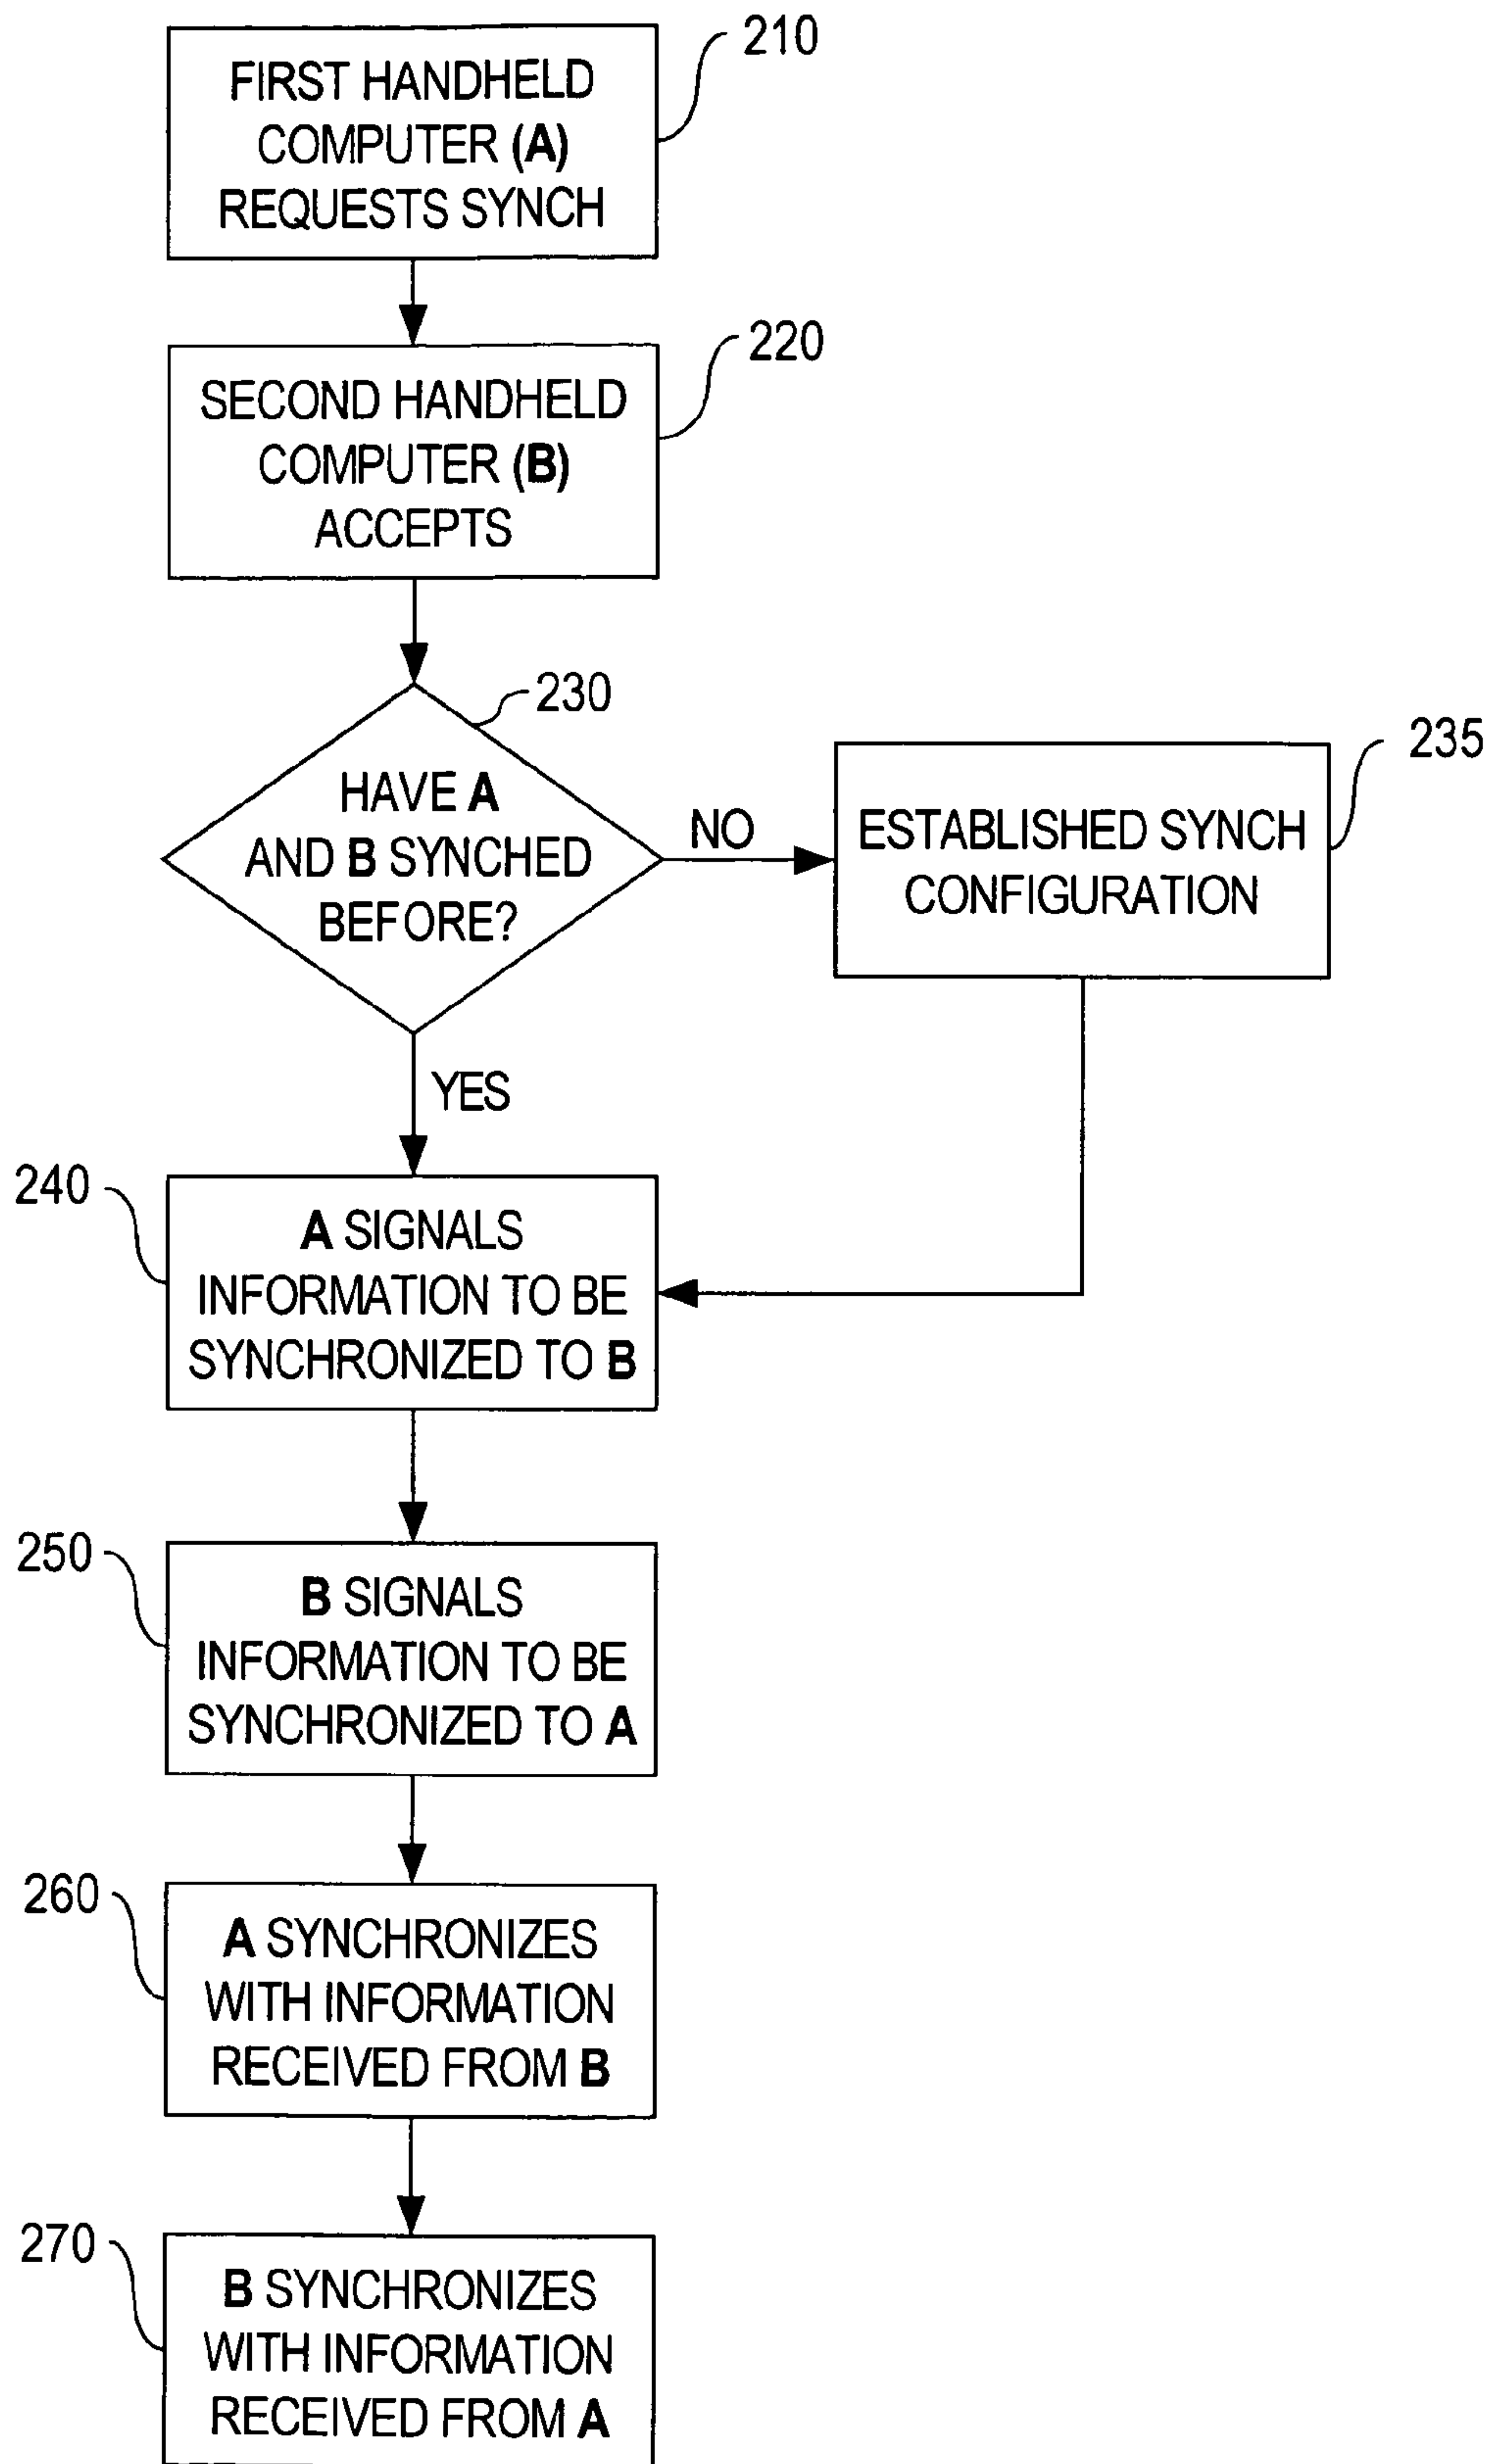 210
FIRST HANDHELD
COMPUTER (A)
REQUESTS SYNCH
220
SECOND HANDHELD
COMPUTER (B)
ACCEPTS
230
HAVE A
AND B SYNCHED
BEFORE?
NO
235
ESTABLISHED SYNCH
CONFIGURATION
YES
240
A SIGNALS
INFORMATION TO BE
SYNCHRONIZED TO B
250
B SIGNALS
INFORMATION TO BE
SYNCHRONIZED TO A
260
A SYNCHRONIZES
WITH INFORMATION
RECEIVED FROM B
270
B SYNCHRONIZES
WITH INFORMATION
RECEIVED FROM A